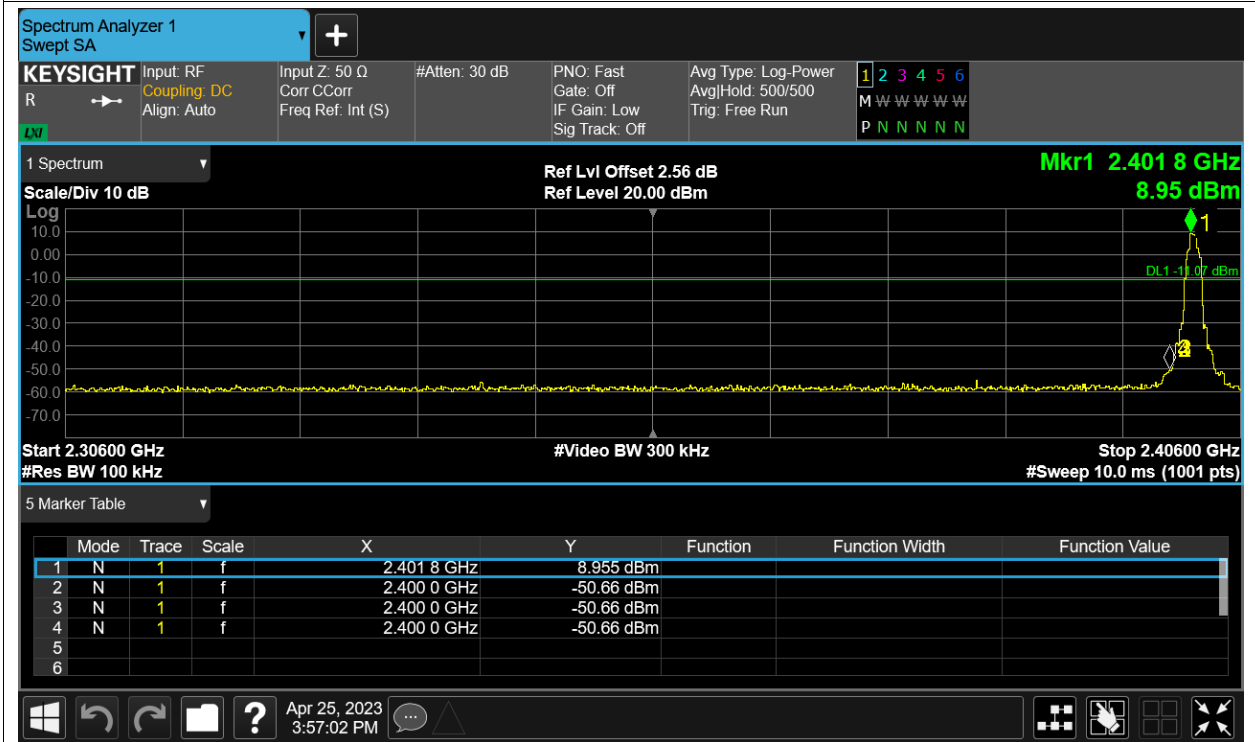 Spectrum Analyzer 1
Swept SA
KEYSIGHT Input: RF Input Z: 50 Ω #Atten: 30 dB PNO: Fast Avg Type: Log-Power 1 2 3 4 5 6
R Coupling: DC Corr CCorr Gate: Off Avg|Hold: 500/500 M W W W W W
Align: Auto Freq Ref: Int (S) IF Gain: Low Trig: Free Run
LXI Sig Track: Off P N N N N N
1 Spectrum Ref Lvl Offset 2.56 dB Mkr1 2.401 8 GHz
Scale/Div 10 dB Ref Level 20.00 dBm 8.95 dBm
Log
1
10.0
0.00
DL1 -11.07 dBm
-10.0
-20.0
-30.0
-40.0
-50.0
-60.0
-70.0
Start 2.30600 GHz #Video BW 300 kHz Stop 2.40600 GHz
#Res BW 100 kHz #Sweep 10.0 ms (1001 pts)
5 Marker Table
Mode Trace Scale X Y Function Function Width Function Value
1 N 1 f 2.401 8 GHz 8.955 dBm
2 N 1 f 2.400 0 GHz -50.66 dBm
3 N 1 f 2.400 0 GHz -50.66 dBm
4 N 1 f 2.400 0 GHz -50.66 dBm
5
6
? Apr 25, 2023
3:57:02 PM